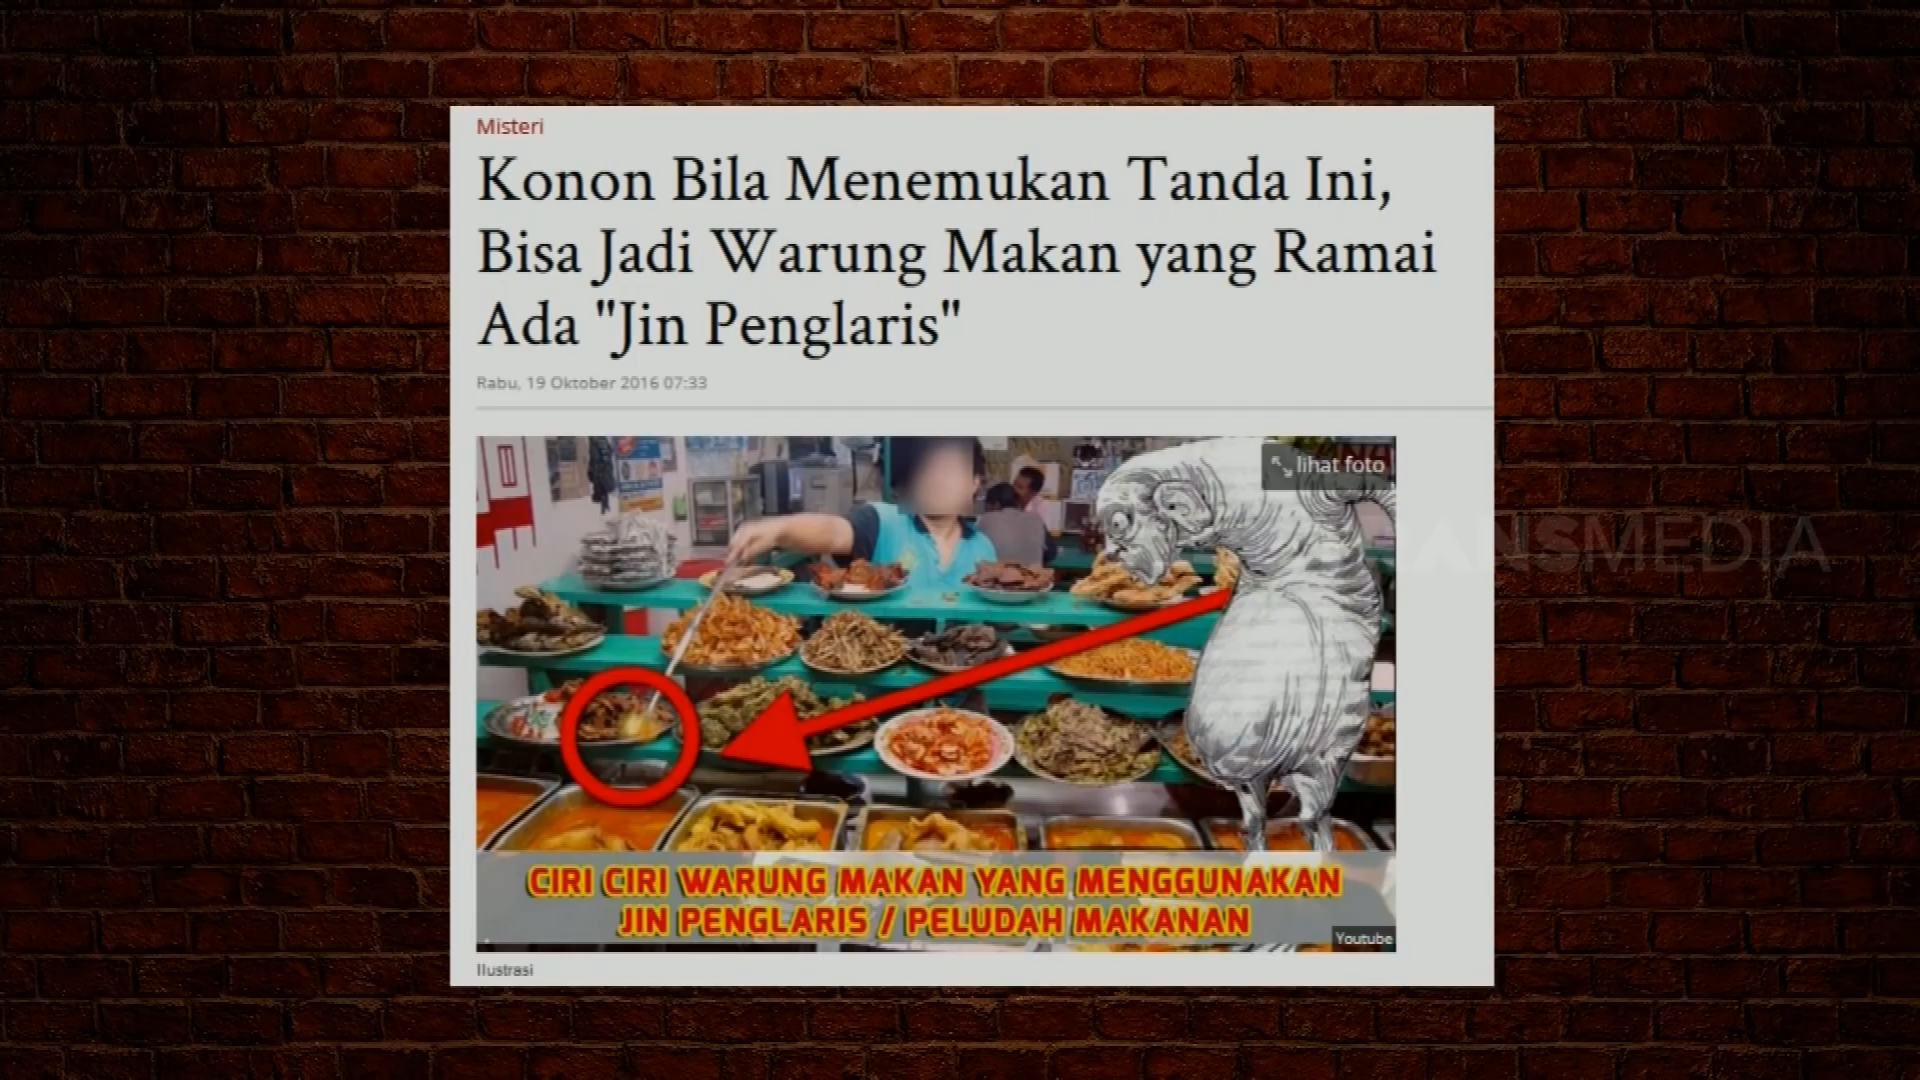 Misteri
Konon Bila Menemukan Tanda Ini,
Bisa Jadi Warung Makan yang Ramai
Ada "Jin Penglaris"
Rabu, 19 Oktober 2016 07:33
lihat foto
ANSMEDIA
CIRI CIRI WARUNG MAKAN YANG MENGGUNAKAN
JIN PENGLARIS / PELUDAH MAKANAN
Youtube
Ilustrasi